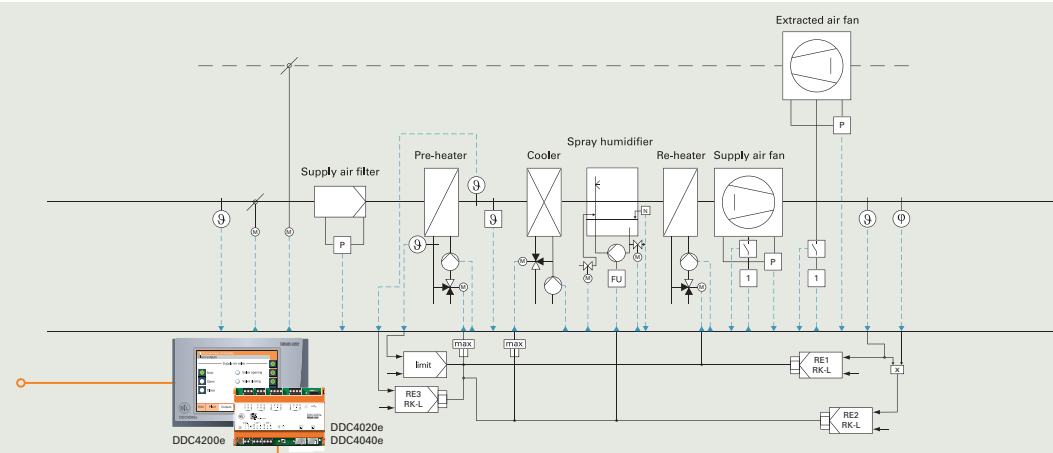 Extracted air fan
P
Spray humidifier
Pre-heater
Cooler
Re-heater
Supply air fan
Supply air filter
ϑ
N
ϑ
ϑ
ϑ
φ
M
M
P
ϑ
M
M
M
M
FU
M
P
1
1
max
max
limit
RE1
RK-L
x
RE3
RK-L
RE2
RK-L
DDC4020e
DDC4200e
DDC4040e